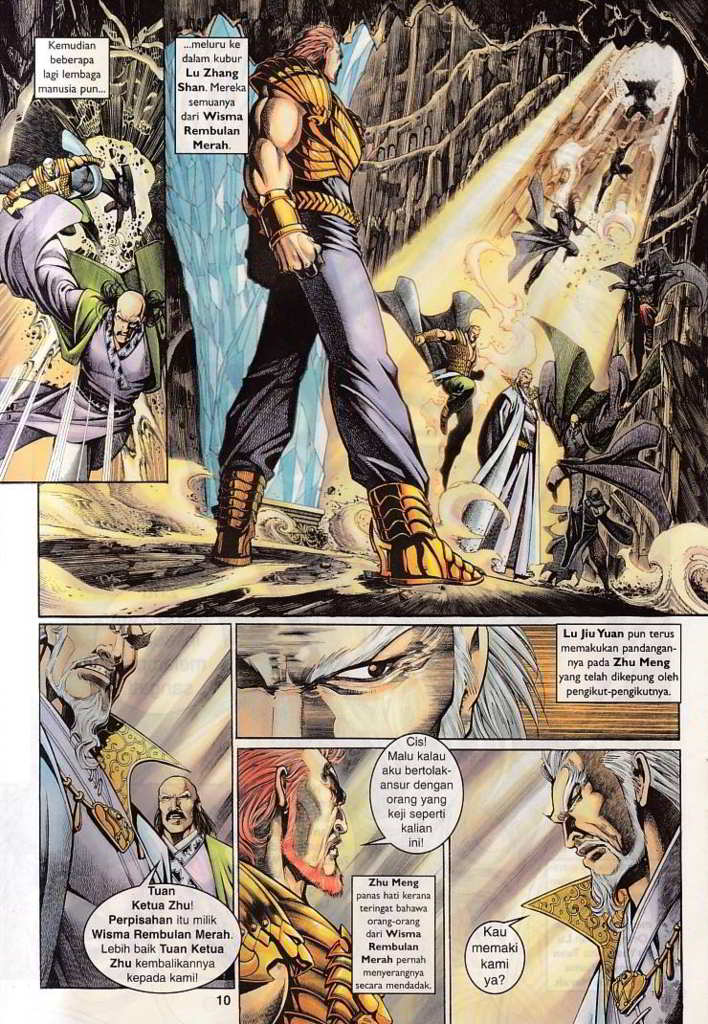 Kemudian
beberapa
lagi lembaga
manusia pun...
...meluru ke
dalam kubur
Lu Zhang
Shan. Mereka
semuanya
dari Wisma
Rembulan
Merah.
Lu Jiu Yuan pun terus
memakukan pandangan-
nya pada Zhu Meng
yang telah dikepung oleh
pengikut-pengikutnya.
Tuan
Ketua Zhu!
Perpisahan itu milik
Wisma Rembulan Merah.
Lebih baik Tuan Ketua
Zhu kembalikannya
kepada kami!
Cis!
Malu kalau
aku bertolak-
ansur dengan
orang yang
keji seperti
kalian
ini!
Zhu Meng
panas hati kerana
teringat bahawa
orang-orang
dari Wisma
Rembulan
Merah pernah
menyerangnya
secara mendadak.
Kau
memaki
kami
ya?
10